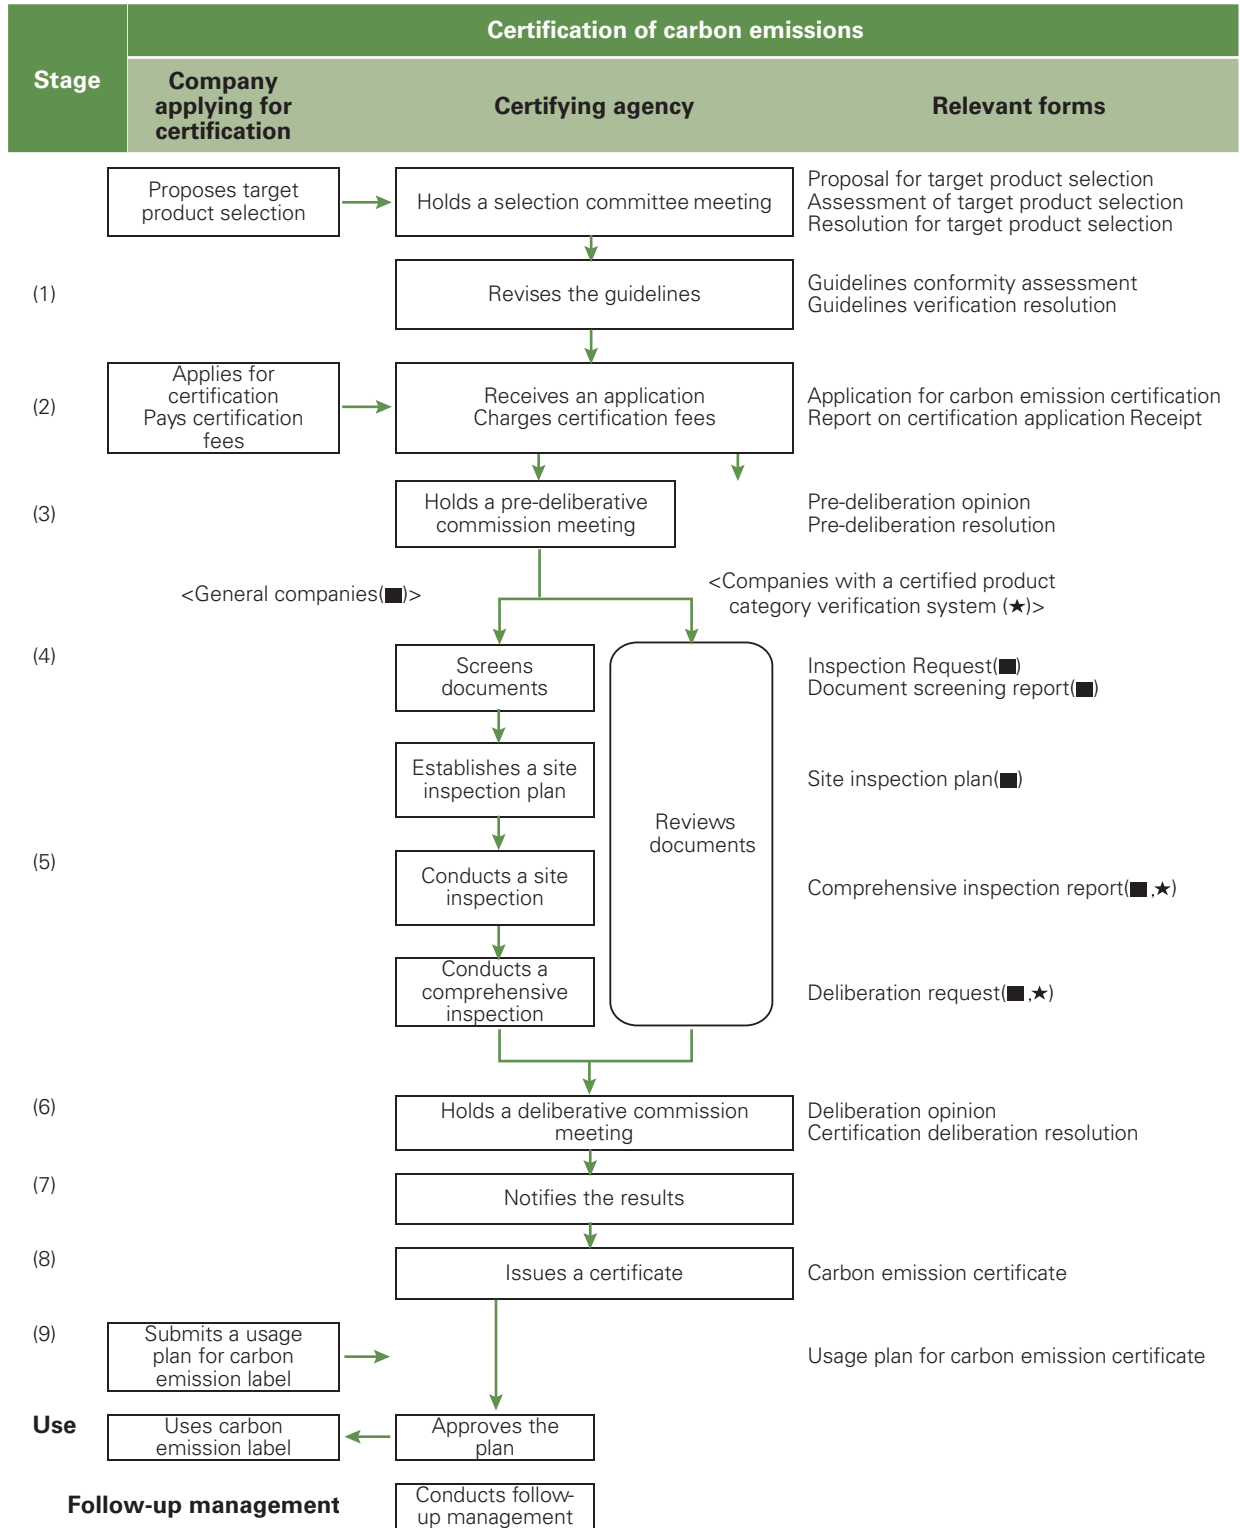 Certification of carbon emissions
Stage
Company
applying for
certification
Certifying agency
Relevant forms
Proposes target
product selection
Holds a selection committee meeting
Proposal for target product selection
Assessment of target product selection
Resolution for target product selection
(1)
Revises the guidelines
Guidelines conformity assessment
Guidelines verification resolution
(2)
Applies for
certification
Pays certification
fees
Receives an application
Charges certification fees
Application for carbon emission certification
Report on certification application Receipt
(3)
Holds a pre-deliberative
commission meeting
Pre-deliberation opinion
Pre-deliberation resolution
<General companies(■)>
<Companies with a certified product
category verification system (★)>
(4)
Screens
documents
Inspection Request(■)
Document screening report(■)
Establishes a site
inspection plan
Site inspection plan(■)
Reviews
documents
(5)
Conducts a site
inspection
Comprehensive inspection report(■,★)
Conducts a
comprehensive
inspection
Deliberation request(■,★)
(6)
Holds a deliberative commission
meeting
Deliberation opinion
Certification deliberation resolution
(7)
Notifies the results
(8)
Issues a certificate
Carbon emission certificate
(9)
Submits a usage
plan for carbon
emission label
Usage plan for carbon emission certificate
Use
Uses carbon
emission label
Approves the
plan
Follow-up management
Conducts follow-
up management